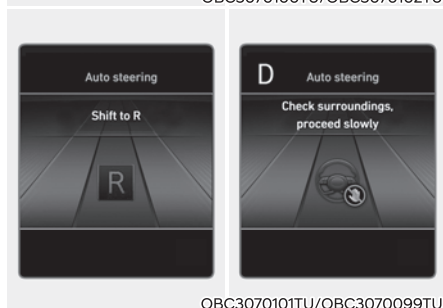 Auto steering
Shift to R
R
D
Auto steering
Check surroundings,
proceed slowly
OBC3070101TU/OBC3070099TU